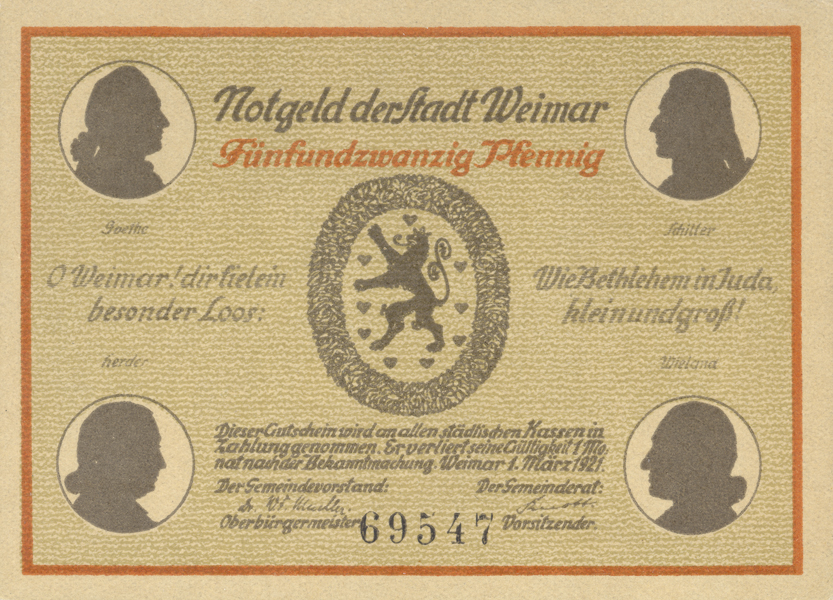 Notgeld der Stadt Weimar
Fünfundzwanzig Pfennig
Goethe
Schiller
O Weimar! dir fiel ein
besonder Loos:
Wie Bethlehem in Juda,
klein und groß!
Herder
Wieland
Dieser Gutschein wird an allen städtischen Kassen in
Zahlung genommen. Er verliert seine Gültigkeit 1 Mo-
nat nach der Bekanntmachung. Weimar 1. März 1921.
Der Gemeindevorstand:
Der Gemeinderat:
Oberbürgermeister
69547
Vorsitzender.